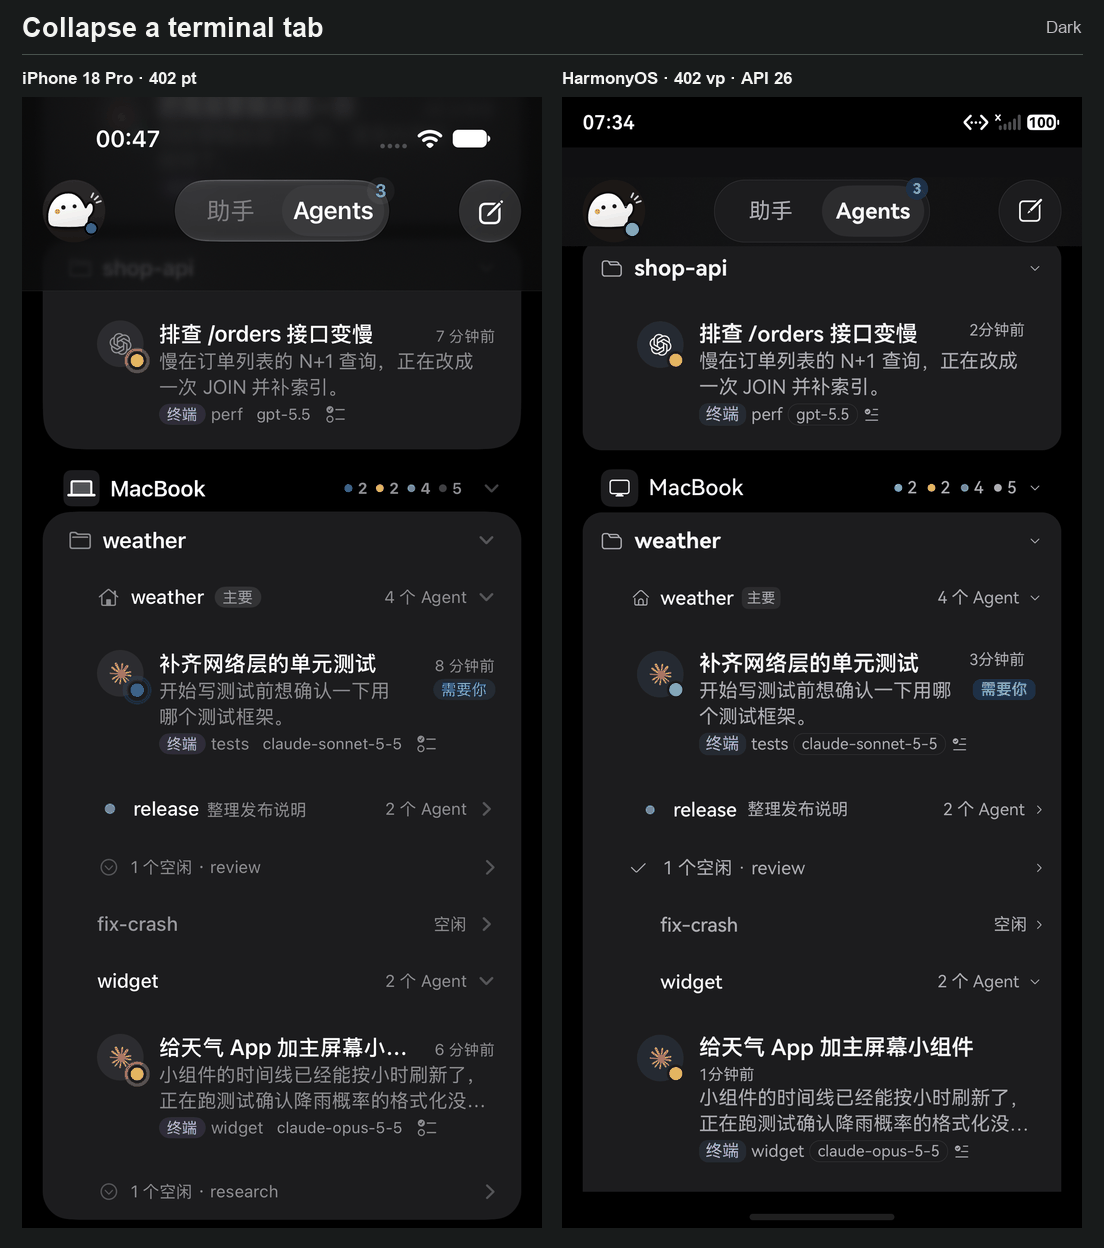 Collapse a terminal tab
Dark
iPhone 18 Pro · 402 pt
00:47
助手
Agents
3
shop-api
排查 /orders 接口变慢
7 分钟前
慢在订单列表的 N+1 查询，正在改成
一次 JOIN 并补索引。
终端 perf gpt-5.5
MacBook
2 2 4 5
weather
weather 主要
4 个 Agent
补齐网络层的单元测试
8 分钟前
开始写测试前想确认一下用
需要你
哪个测试框架。
终端 tests claude-sonnet-5-5
release 整理发布说明
2 个 Agent
1 个空闲 · review
fix-crash
空闲
widget
2 个 Agent
给天气 App 加主屏幕小…
6 分钟前
小组件的时间线已经能按小时刷新了，
正在跑测试确认降雨概率的格式化没…
终端 widget claude-opus-5-5
1 个空闲 · research
HarmonyOS · 402 vp · API 26
07:34
100
助手
Agents
3
shop-api
排查 /orders 接口变慢
2分钟前
慢在订单列表的 N+1 查询，正在改成
一次 JOIN 并补索引。
终端 perf gpt-5.5
MacBook
2 2 4 5
weather
weather 主要
4 个 Agent
补齐网络层的单元测试
3分钟前
开始写测试前想确认一下用哪
需要你
个测试框架。
终端 tests claude-sonnet-5-5
release 整理发布说明
2 个 Agent
1 个空闲 · review
fix-crash
空闲
widget
2 个 Agent
给天气 App 加主屏幕小组件
1分钟前
小组件的时间线已经能按小时刷新了，
正在跑测试确认降雨概率的格式化没…
终端 widget claude-opus-5-5